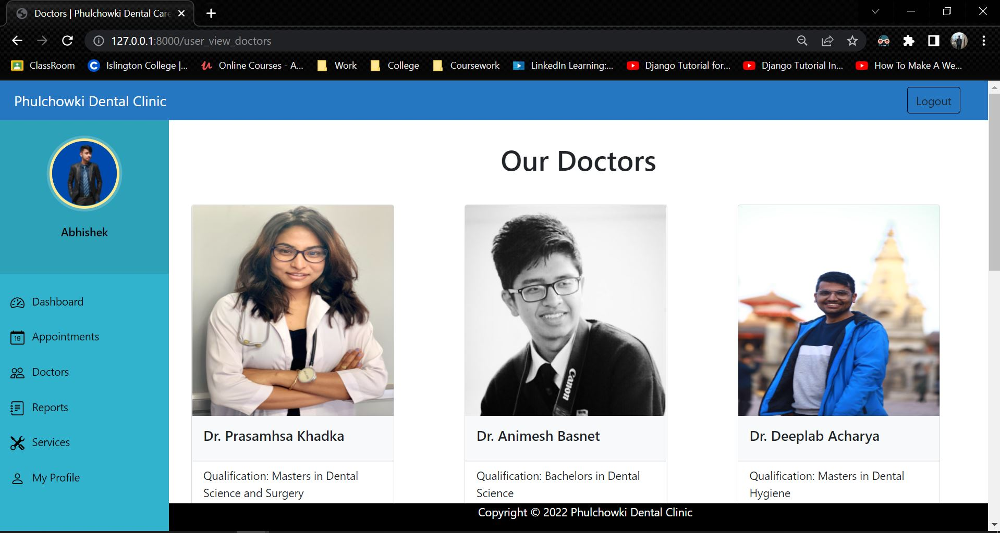 Doctors | Phulchowki Dental Care
127.0.0.1:8000/user_view_doctors
ClassRoom
Islington College |...
Online Courses - A...
Work
College
Coursework
LinkedIn Learning:...
Django Tutorial for...
Django Tutorial In...
How To Make A We...
Phulchowki Dental Clinic
Logout
Abhishek
Dashboard
19
Appointments
Doctors
Reports
Services
My Profile
Our Doctors
Canon
Dr. Prasamhsa Khadka
Qualification: Masters in Dental
Science and Surgery
Dr. Animesh Basnet
Qualification: Bachelors in Dental
Science
Dr. Deeplab Acharya
Qualification: Masters in Dental
Hygiene
Copyright © 2022 Phulchowki Dental Clinic